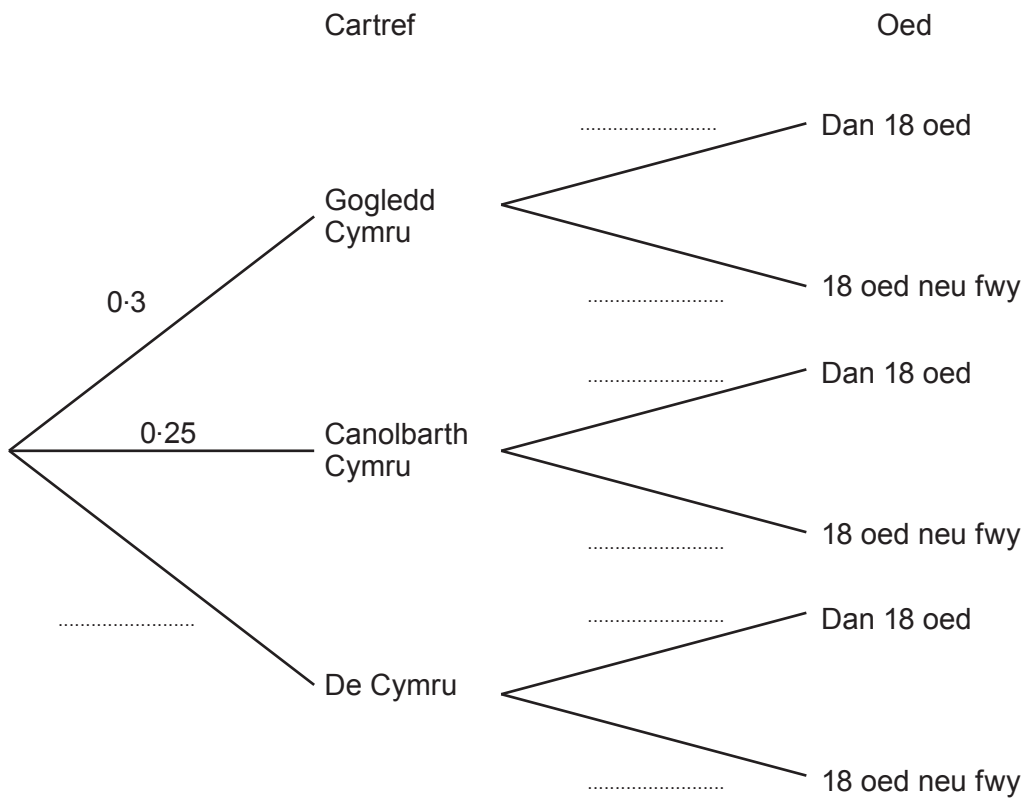 Cartref Oed
Dan 18 oed
Gogledd
Cymru
0·3
18 oed neu fwy
Dan 18 oed
0·25
Canolbarth
Cymru
18 oed neu fwy
Dan 18 oed
De Cymru
18 oed neu fwy